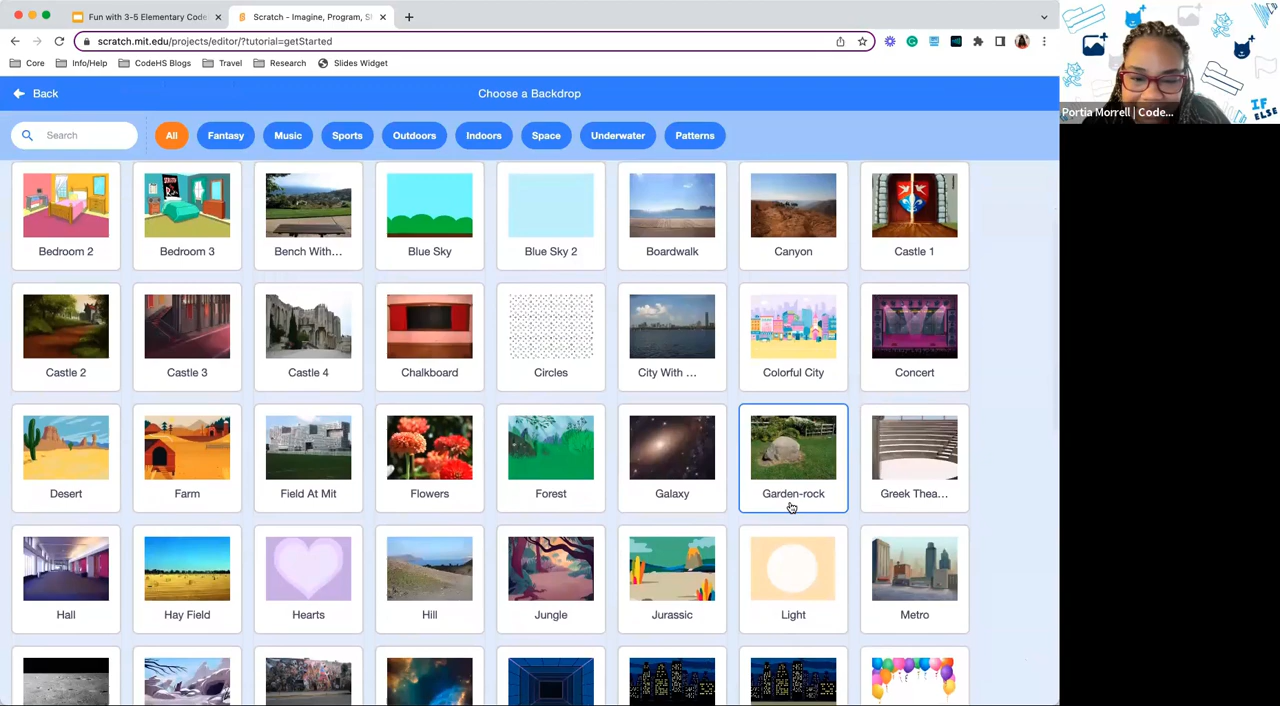 Fun with 3-5 Elementary Code
Scratch - Imagine, Program, S
scratch.mit.edu/projects/editor/?tutorial=getStarted
Core
Info/Help
CodeHS Blogs
Travel
Research
Slides Widget
Back
Choose a Backdrop
Search
All
Fantasy
Music
Sports
Outdoors
Indoors
Space
Underwater
Patterns
Bedroom 2
Bedroom 3
Bench With...
Blue Sky
Blue Sky 2
Boardwalk
Canyon
Castle 1
Castle 2
Castle 3
Castle 4
Chalkboard
Circles
City With ...
Colorful City
Concert
Desert
Farm
Field At Mit
Flowers
Forest
Galaxy
Garden-rock
Greek Thea...
Hall
Hay Field
Hearts
Hill
Jungle
Jurassic
Light
Metro
IF
ELSE
Portia Morrell | Code...